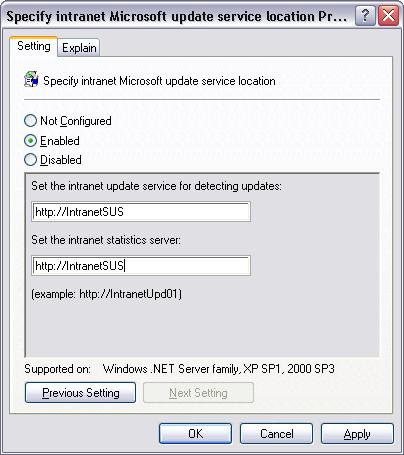 Specify intranet Microsoft update service location Pr...
Setting
Explain
Specify intranet Microsoft update service location
Not Configured
Enabled
Disabled
Set the intranet update service for detecting updates:
http://IntranetSUS
Set the intranet statistics server:
http://IntranetSUS
(example: http://IntranetUpd01)
Supported on: Windows .NET Server family, XP SP1, 2000 SP3
Previous Setting
Next Setting
OK
Cancel
Apply